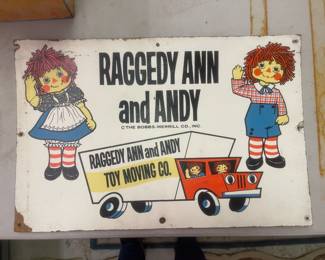 RAGGEDY ANN
and ANDY
© THE BOBBS-MERRILL CO., INC.
RAGGEDY ANN and ANDY
TOY MOVING CO.